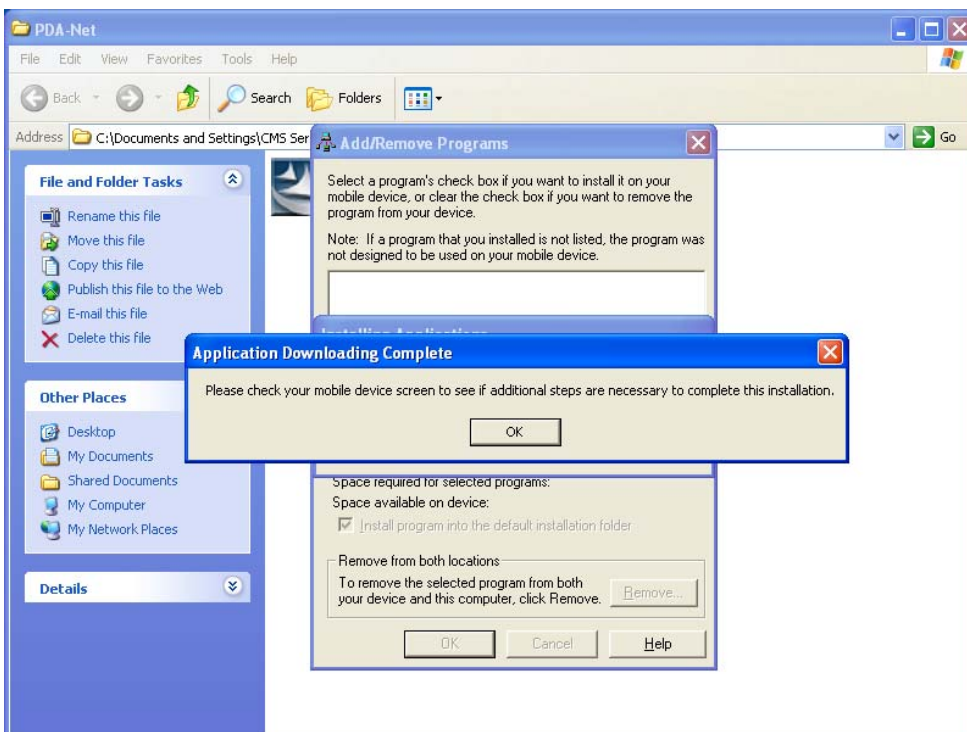 PDA-Net
File Edit View Favorites Tools Help
Back Search Folders
Address C:\Documents and Settings\CMS Ser Go
File and Folder Tasks
Rename this file
Move this file
Copy this file
Publish this file to the Web
E-mail this file
Delete this file
Other Places
Desktop
My Documents
Shared Documents
My Computer
My Network Places
Details
Add/Remove Programs
Select a program's check box if you want to install it on your
mobile device, or clear the check box if you want to remove the
program from your device.
Note: If a program that you installed is not listed, the program was
not designed to be used on your mobile device.
Installing Applications
Application Downloading Complete
Please check your mobile device screen to see if additional steps are necessary to complete this installation.
OK
Space required for selected programs:
Space available on device:
Install program into the default installation folder
Remove from both locations
To remove the selected program from both
your device and this computer, click Remove.
Remove...
OK Cancel Help